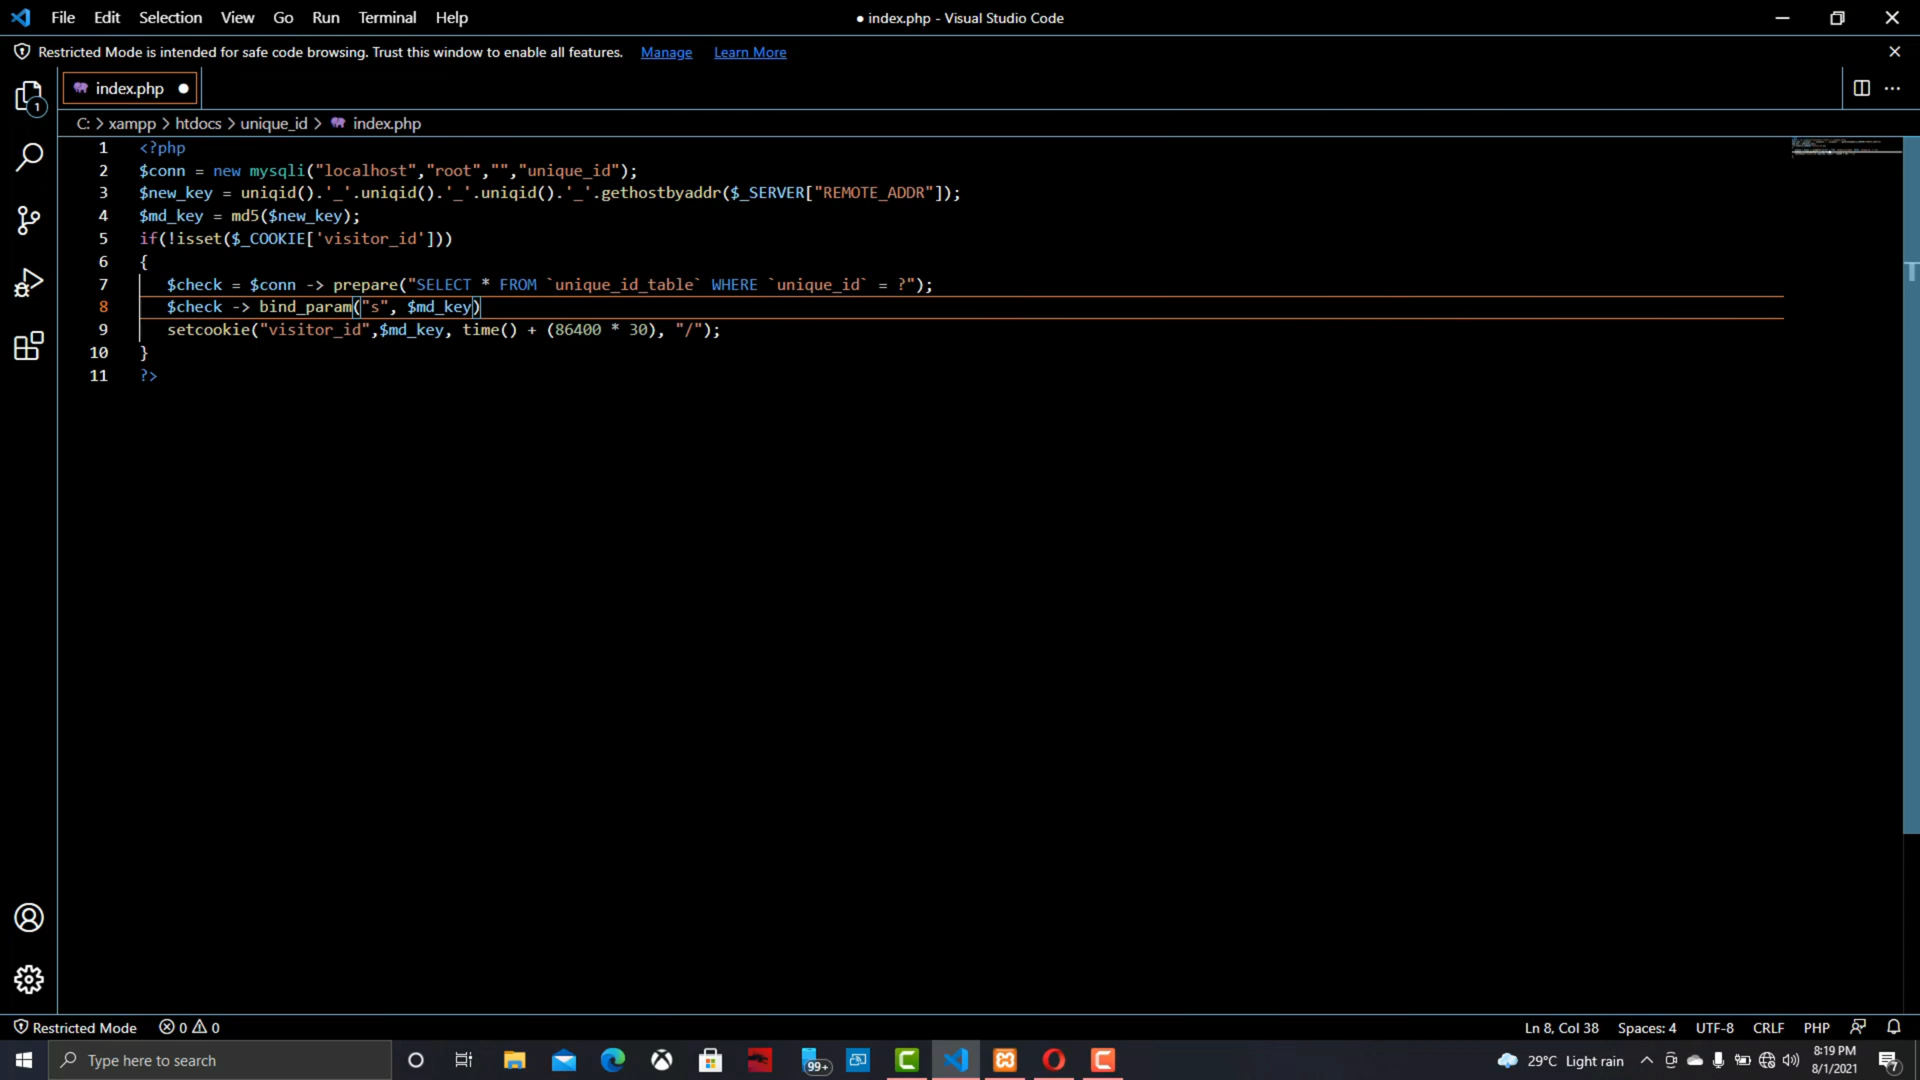 File Edit Selection View Go Run Terminal Help
● index.php - Visual Studio Code
Restricted Mode is intended for safe code browsing. Trust this window to enable all features. Manage Learn More
index.php
1
C: > xampp > htdocs > unique_id > index.php
1 <?php
2 $conn = new mysqli("localhost","root","","unique_id");
3 $new_key = uniqid().'_'.uniqid().'_'.uniqid().'_'.gethostbyaddr($_SERVER["REMOTE_ADDR"]);
4 $md_key = md5($new_key);
5 if(!isset($_COOKIE['visitor_id']))
6 {
7 $check = $conn -> prepare("SELECT * FROM `unique_id_table` WHERE `unique_id` = ?");
8 $check -> bind_param("s", $md_key)
9 setcookie("visitor_id",$md_key, time() + (86400 * 30), "/");
10 }
11 ?>
Restricted Mode 0 0
Ln 8, Col 38 Spaces: 4 UTF-8 CRLF PHP
Type here to search
99+
29°C Light rain
8:19 PM
8/1/2021
7